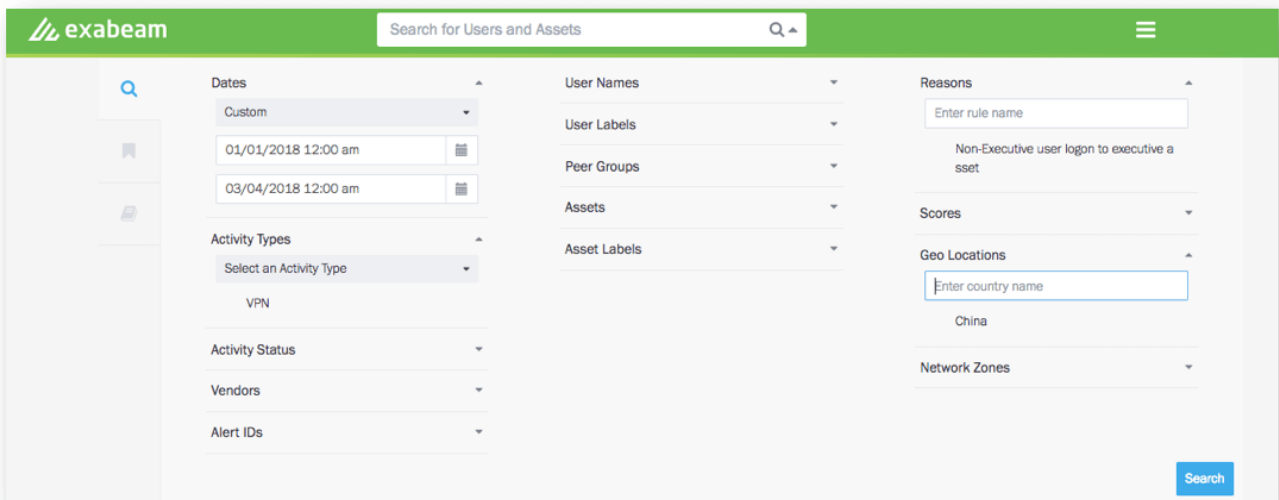 exabeam
Search for Users and Assets
Dates
Custom
01/01/2018 12:00 am
03/04/2018 12:00 am
Activity Types
Select an Activity Type
VPN
Activity Status
Vendors
Alert IDs
User Names
User Labels
Peer Groups
Assets
Asset Labels
Reasons
Enter rule name
Non-Executive user logon to executive a
sset
Scores
Geo Locations
Enter country name
China
Network Zones
Search